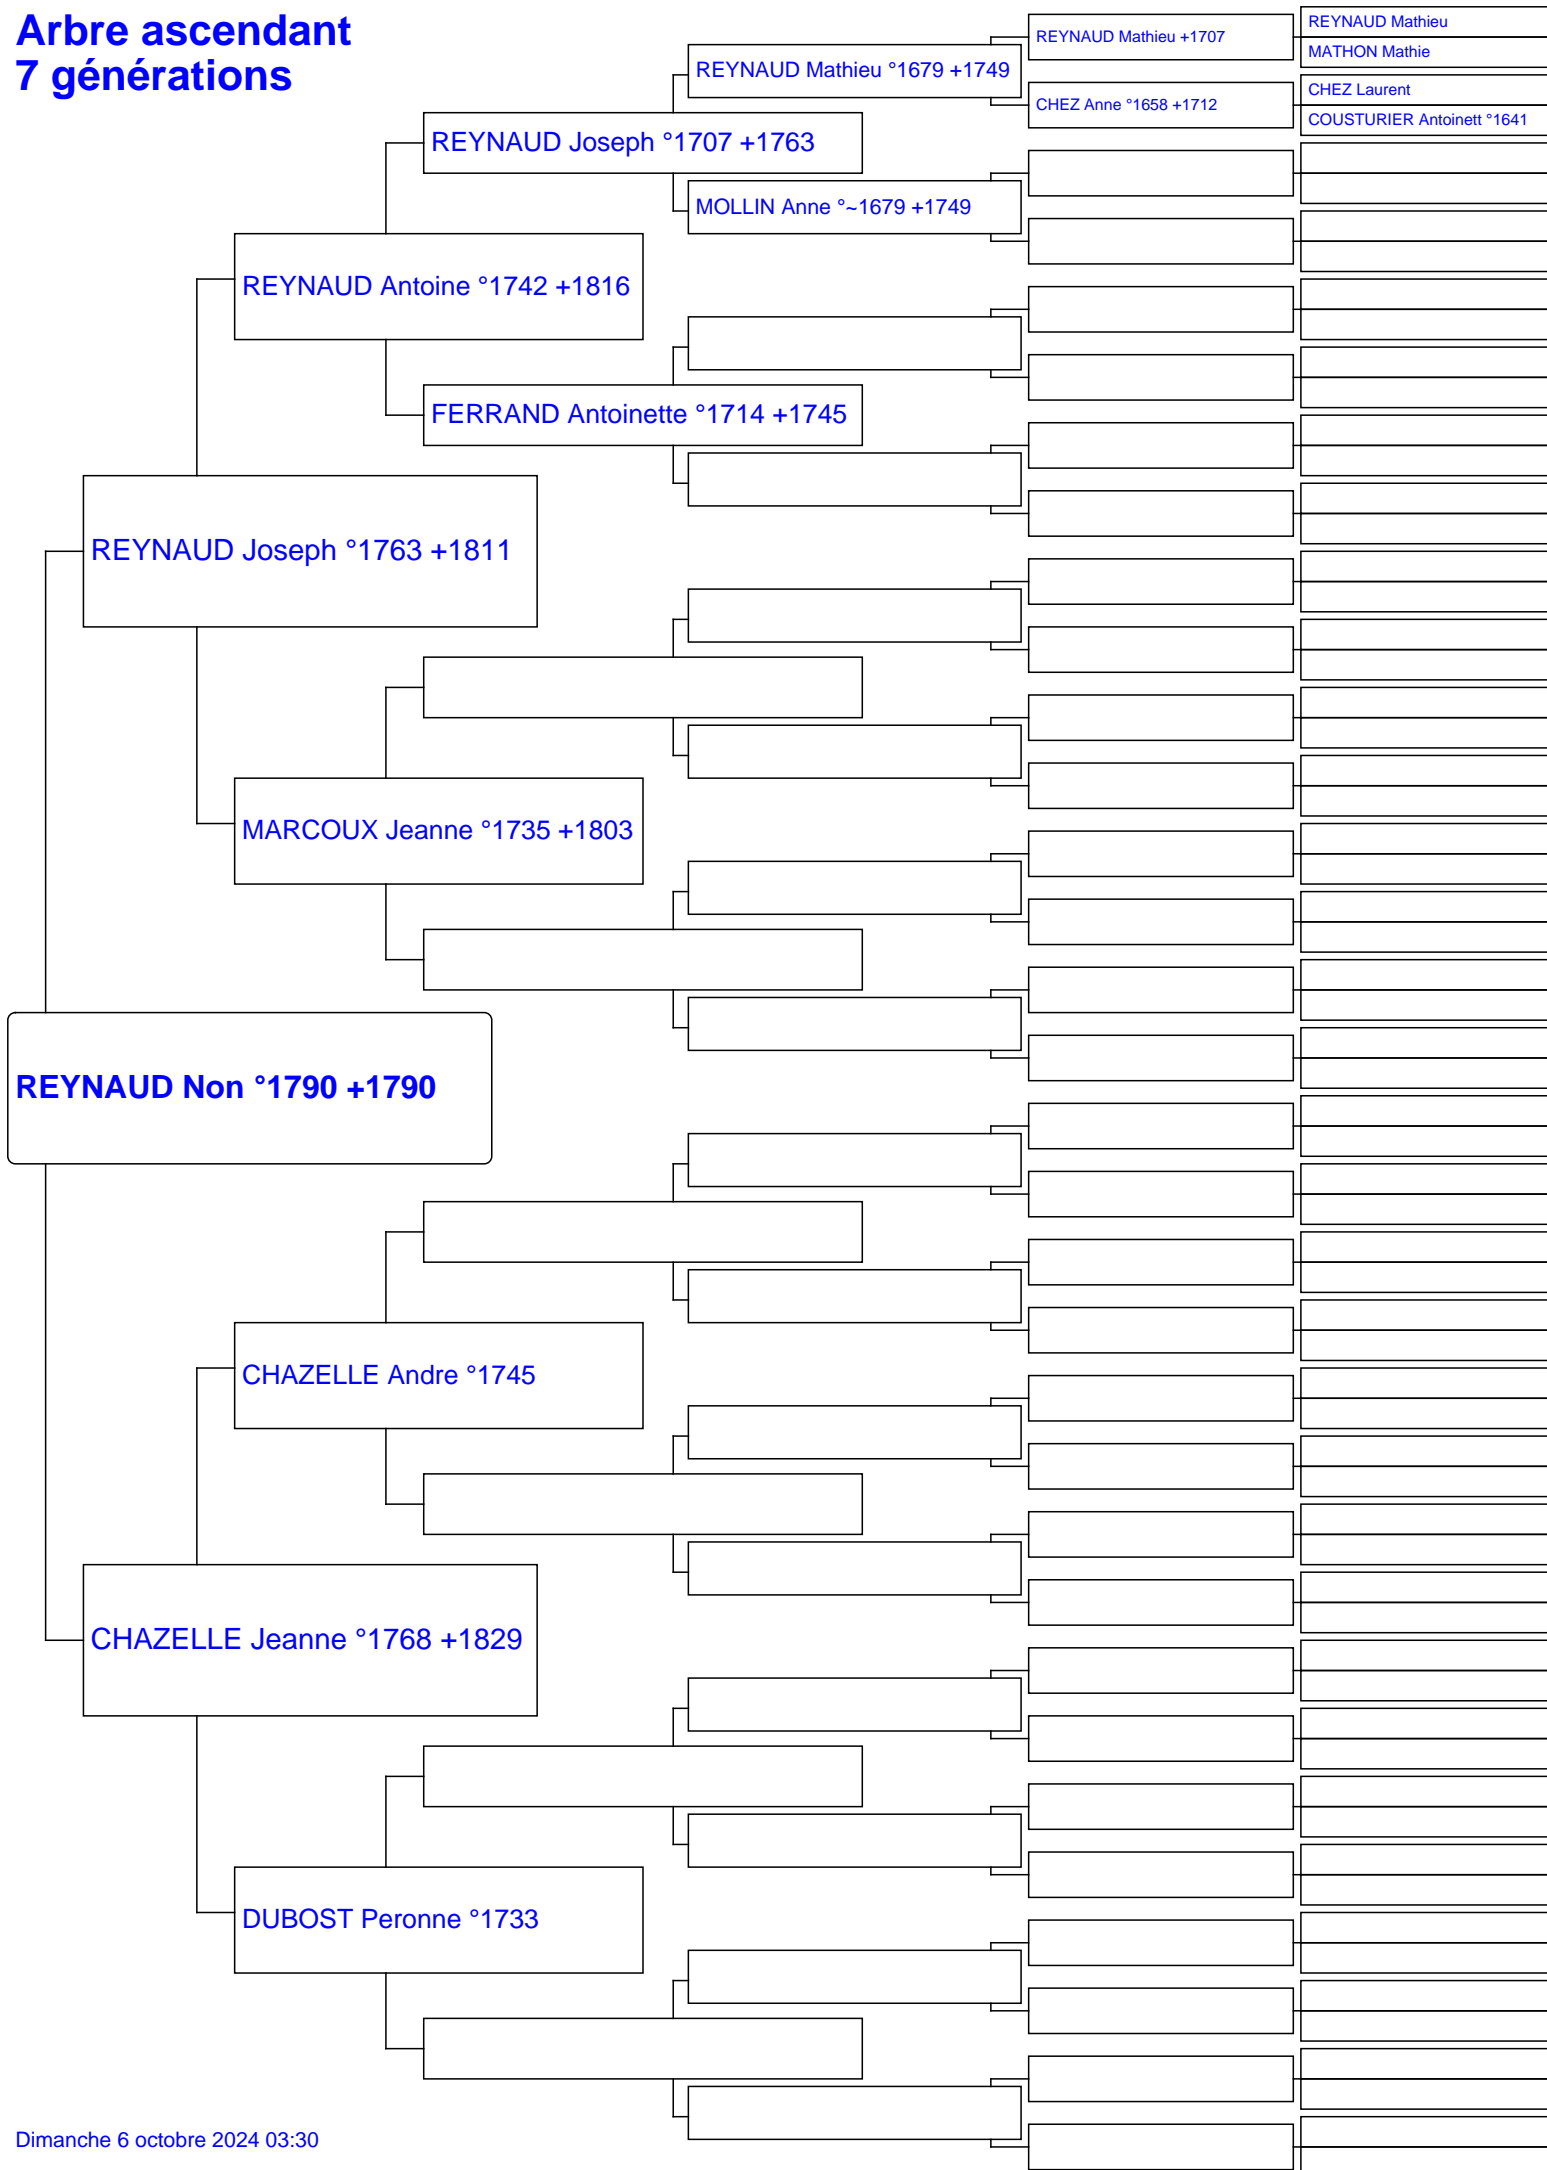 Arbre ascendant
7 générations
REYNAUD Mathieu
MATHON Mathie
CHEZ Laurent
COUSTURIER Antoinett °1641
REYNAUD Mathieu +1707
CHEZ Anne °1658 +1712
REYNAUD Mathieu °1679 +1749
MOLLIN Anne °~1679 +1749
REYNAUD Joseph °1707 +1763
FERRAND Antoinette °1714 +1745
REYNAUD Antoine °1742 +1816
MARCOUX Jeanne °1735 +1803
REYNAUD Joseph °1763 +1811
REYNAUD Non °1790 +1790
CHAZELLE Andre °1745
CHAZELLE Jeanne °1768 +1829
DUBOST Peronne °1733
Dimanche 6 octobre 2024 03:30